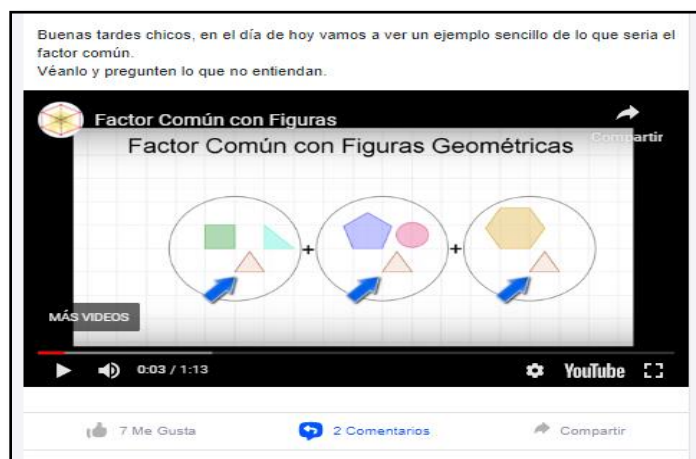 Buenas tardes chicos, en el día de hoy vamos a ver un ejemplo sencillo de lo que seria el
factor común.
Véanlo y pregunten lo que no entiendan.
Factor Común con Figuras
Compartir
Factor Común con Figuras Geométricas
+
+
MÁS VIDEOS
0:03 / 1:13
YouTube
7 Me Gusta
2 Comentarios
Compartir